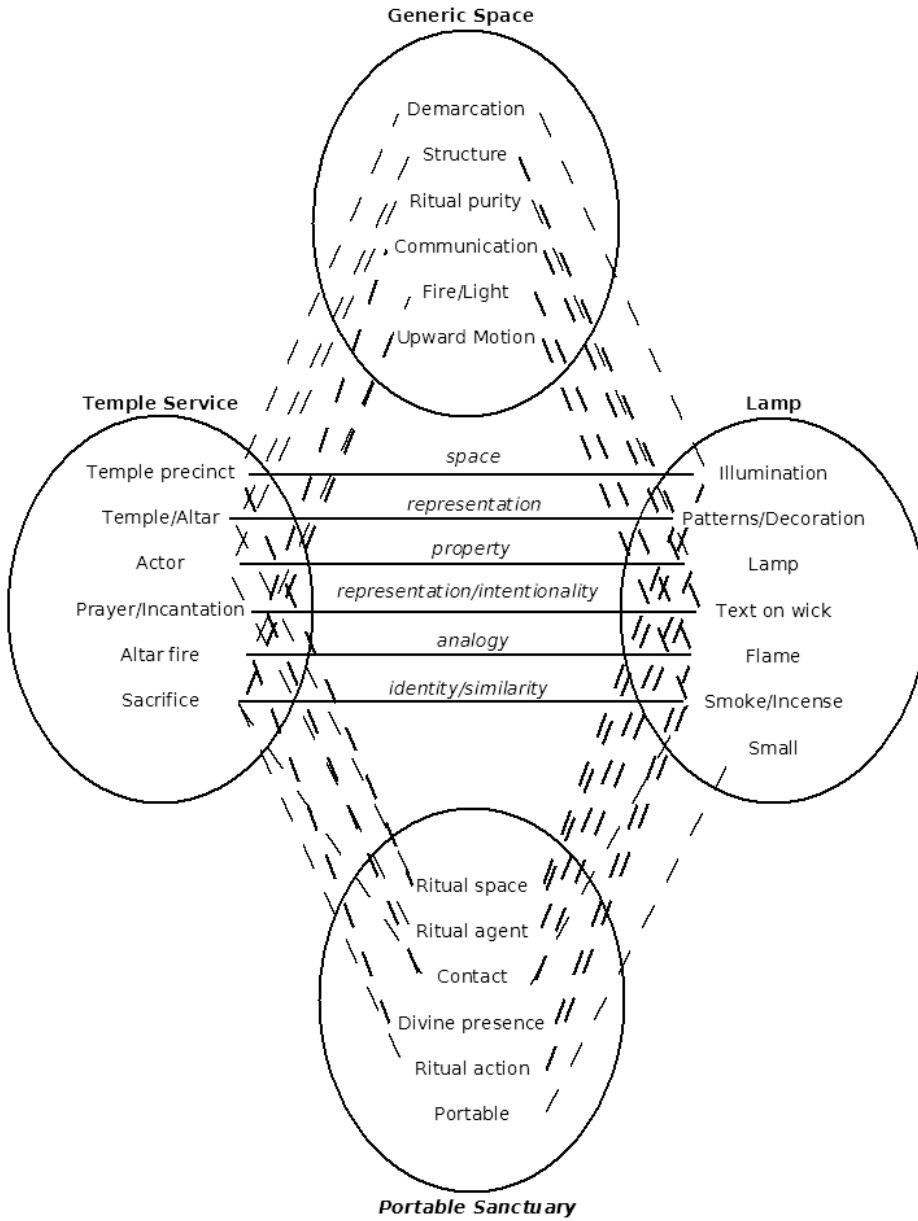 Generic Space
Demarcation
Structure
Ritual purity
Communication
Fire/Light
Upward Motion
Temple Service
Temple precinct
Temple/Altar
Actor
Prayer/Incantation
Altar fire
Sacrifice
space
representation
property
representation/intentionality
analogy
identity/similarity
Lamp
Illumination
Patterns/Decoration
Lamp
Text on wick
Flame
Smoke/Incense
Small
Ritual space
Ritual agent
Contact
Divine presence
Ritual action
Portable
Portable Sanctuary